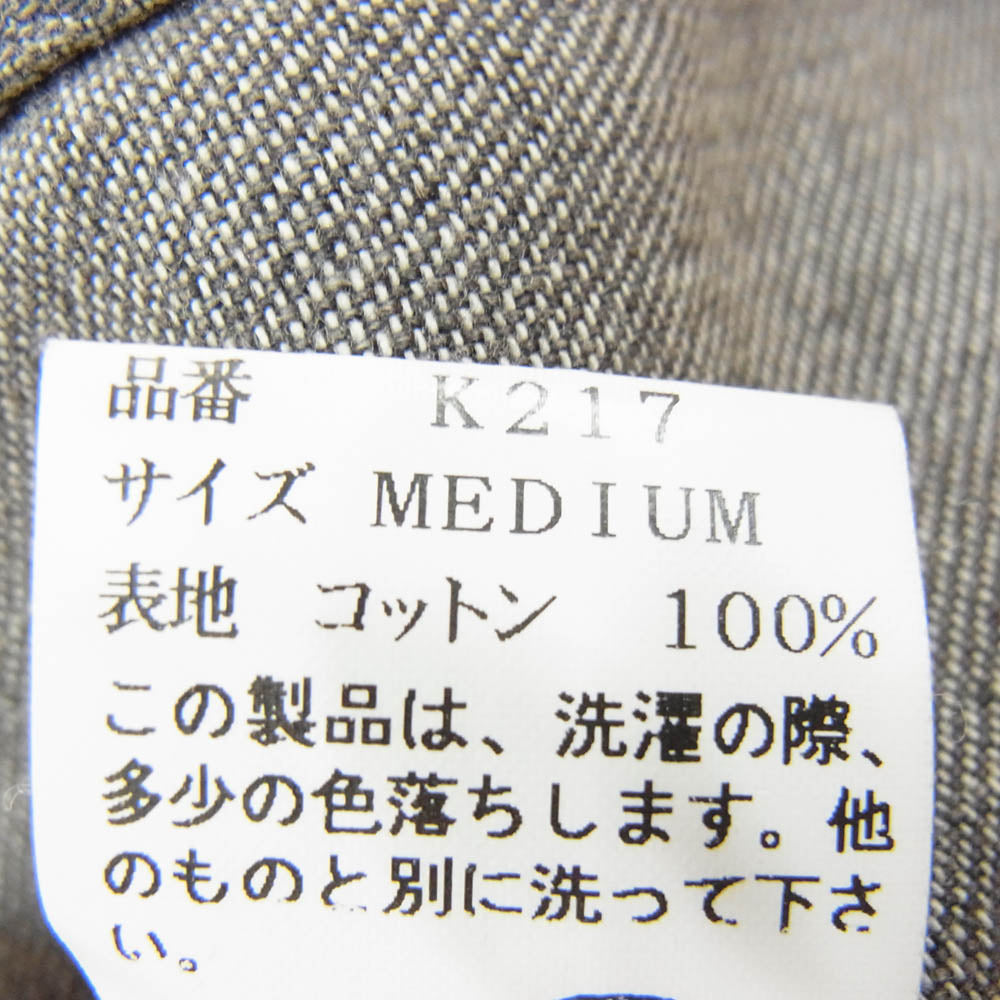 品番 K217
サイズ MEDIUM
表地 コットン 100%
この製品は、洗濯の際、
多少の色落ちします。他
のものと別に洗って下さ
い。